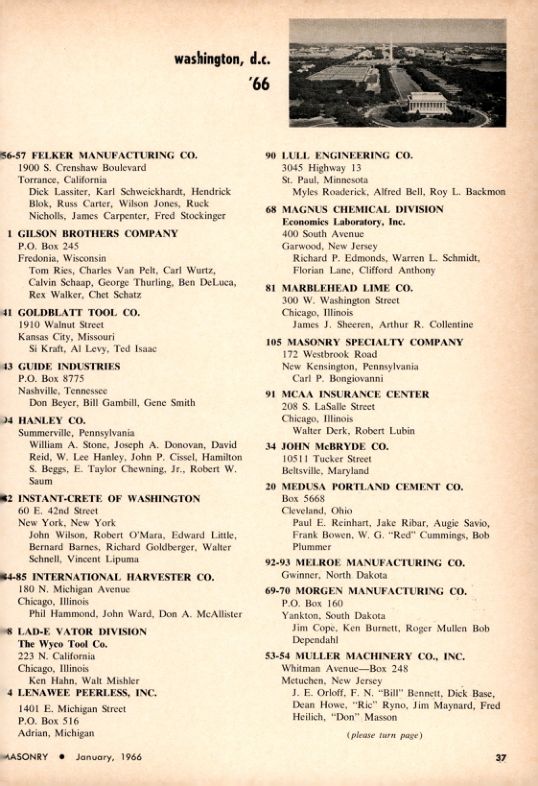 washington, d.c.
'66
56-57 FELKER MANUFACTURING CO.
1900 S. Crenshaw Boulevard
Torrance, California
Dick Lassiter, Karl Schweickhardt, Hendrick
Blok, Russ Carter, Wilson Jones, Ruck
Nicholls, James Carpenter, Fred Stockinger
1 GILSON BROTHERS COMPANY
P.O. Box 245
Fredonia, Wisconsin
Tom Ries, Charles Van Pelt, Carl Wurtz,
Calvin Schaap, George Thurling, Ben DeLuca,
Rex Walker, Chet Schatz
41 GOLDBLATT TOOL CO.
1910 Walnut Street
Kansas City, Missouri
Si Kraft, Al Levy, Ted Isaac
43 GUIDE INDUSTRIES
P.O. Box 8775
Nashville, Tennessee
Don Beyer, Bill Gambill, Gene Smith
94 HANLEY CO.
Summerville, Pennsylvania
William A. Stone, Joseph A. Donovan, David
Reid, W. Lee Hanley, John P. Cissel, Hamilton
S. Beggs, E. Taylor Chewning, Jr., Robert W.
Saum
2 INSTANT-CRETE OF WASHINGTON
60 E. 42nd Street
New York, New York
John Wilson, Robert O'Mara, Edward Little,
Bernard Barnes, Richard Goldberger, Walter
Schnell, Vincent Lipuma
4-85 INTERNATIONAL HARVESTER CO.
180 N. Michigan Avenue
Chicago, Illinois
Phil Hammond, John Ward, Don A. McAllister
8 LAD-E VATOR DIVISION
The Wyco Tool Co.
223 N. California
Chicago, Illinois
Ken Hahn, Walt Mishler
4 LENAWEE PEERLESS, INC.
1401 E. Michigan Street
P.O. Box 516
Adrian, Michigan
90 LULL ENGINEERING CO.
3045 Highway 13
St. Paul, Minnesota
Myles Roaderick, Alfred Bell, Roy L. Backmon
68 MAGNUS CHEMICAL DIVISION
Economics Laboratory, Inc.
400 South Avenue
Garwood, New Jersey
Richard P. Edmonds, Warren L. Schmidt,
Florian Lane, Clifford Anthony
81 MARBLEHEAD LIME CO.
300 W. Washington Street
Chicago, Illinois
James J. Sheeren, Arthur R. Collentine
105 MASONRY SPECIALTY COMPANY
172 Westbrook Road
New Kensington, Pennsylvania
Carl P. Bongiovanni
91 MCAA INSURANCE CENTER
208 S. LaSalle Street
Chicago, Illinois
Walter Derk, Robert Lubin
34 JOHN McBRYDE CO.
10511 Tucker Street
Beltsville, Maryland
20 MEDUSA PORTLAND CEMENT CO.
Box 5668
Cleveland, Ohio
Paul E. Reinhart, Jake Ribar, Augie Savio,
Frank Bowen, W. G. "Red" Cummings, Bob
Plummer
92-93 MELROE MANUFACTURING CO.
Gwinner, North Dakota
69-70 MORGEN MANUFACTURING CO.
P.O. Box 160
Yankton, South Dakota
Jim Cope, Ken Burnett, Roger Mullen Bob
Dependahl
53-54 MULLER MACHINERY CO., INC.
Whitman Avenue—Box 248
Metuchen, New Jersey
J. E. Orloff, F. N. "Bill" Bennett, Dick Base,
Dean Howe, "Ric" Ryno, Jim Maynard, Fred
Heilich, "Don" Masson
(please turn page)
MASONRY • January, 1966
37